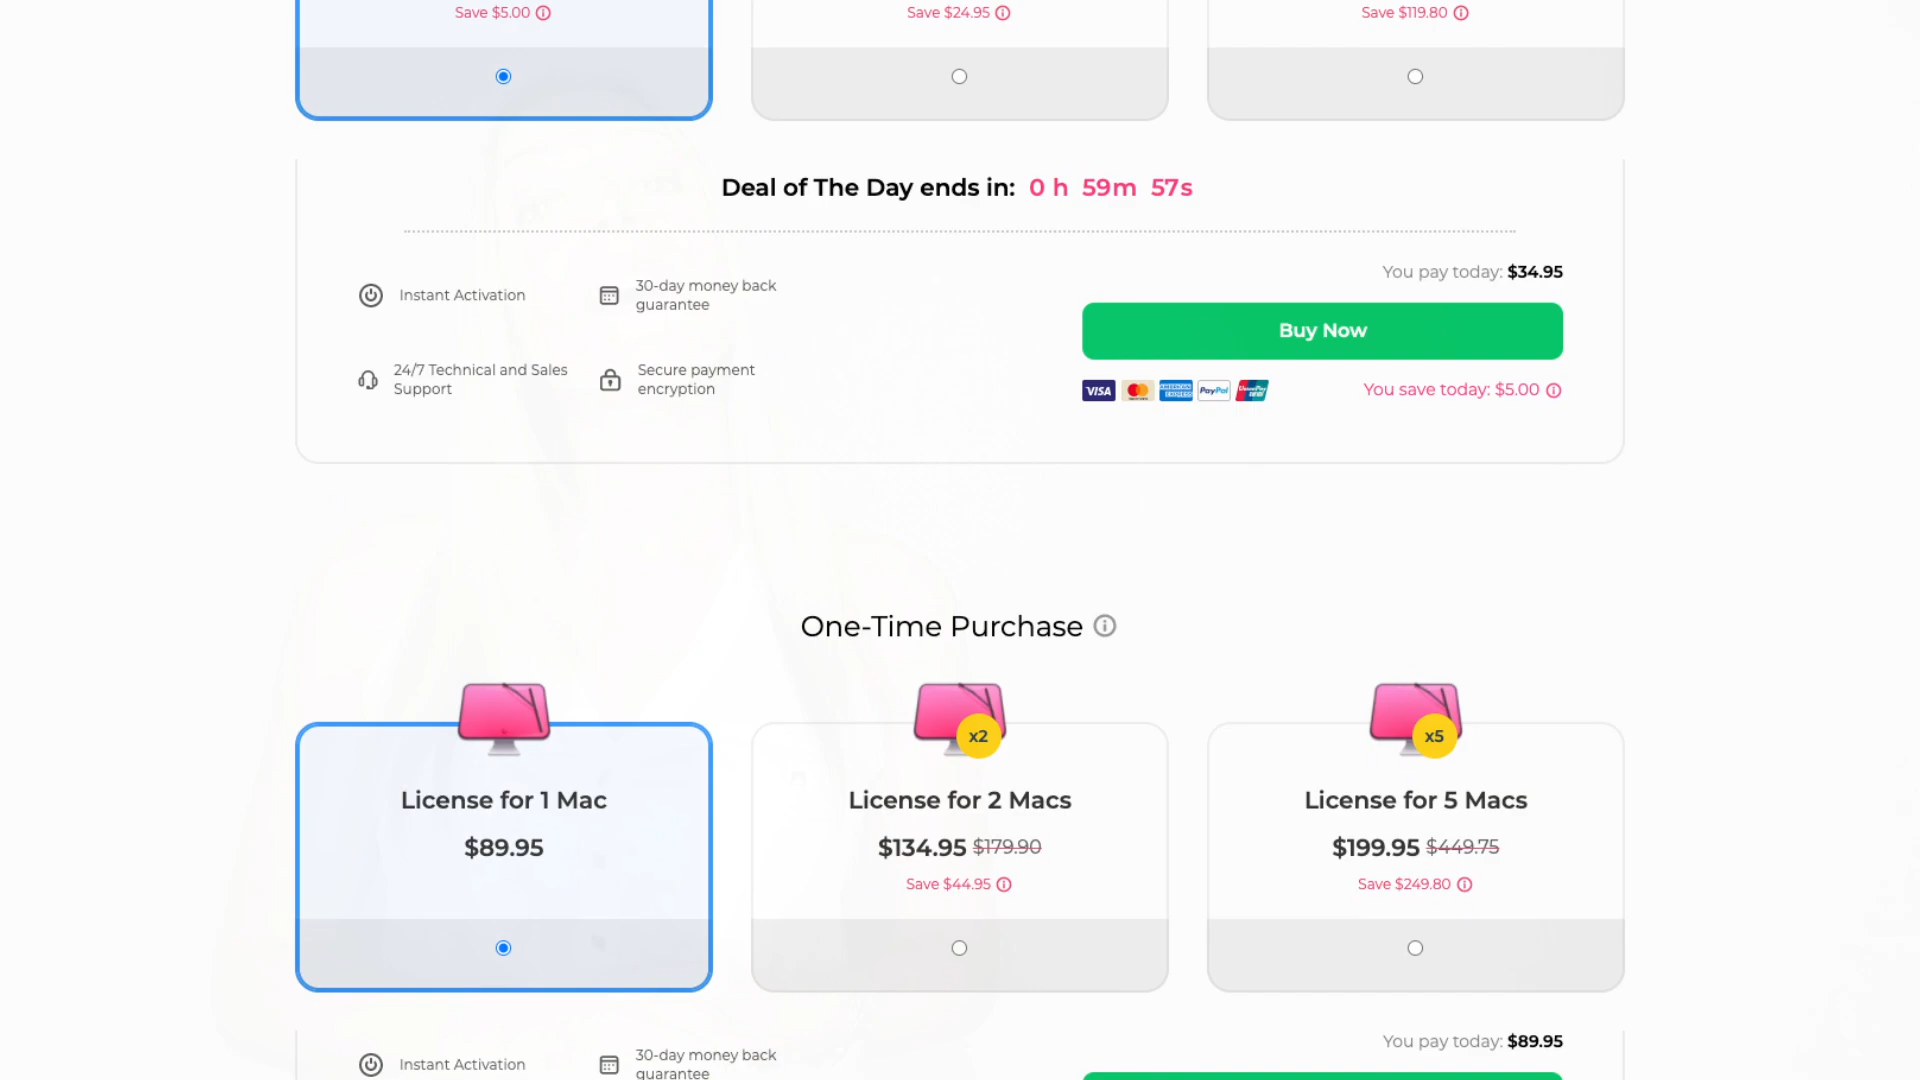 Save $5.00
Save $24.95
Save $119.80
Deal of The Day ends in: 0 h 59m 57s
Instant Activation
30-day money back
guarantee
24/7 Technical and Sales
Support
Secure payment
encryption
You pay today: $34.95
Buy Now
VISA
AMERICAN EXPRESS
PayPal
UnionPay
You save today: $5.00
One-Time Purchase
License for 1 Mac
$89.95
x2
License for 2 Macs
$134.95 $179.90
Save $44.95
x5
License for 5 Macs
$199.95 $449.75
Save $249.80
Instant Activation
30-day money back
guarantee
You pay today: $89.95